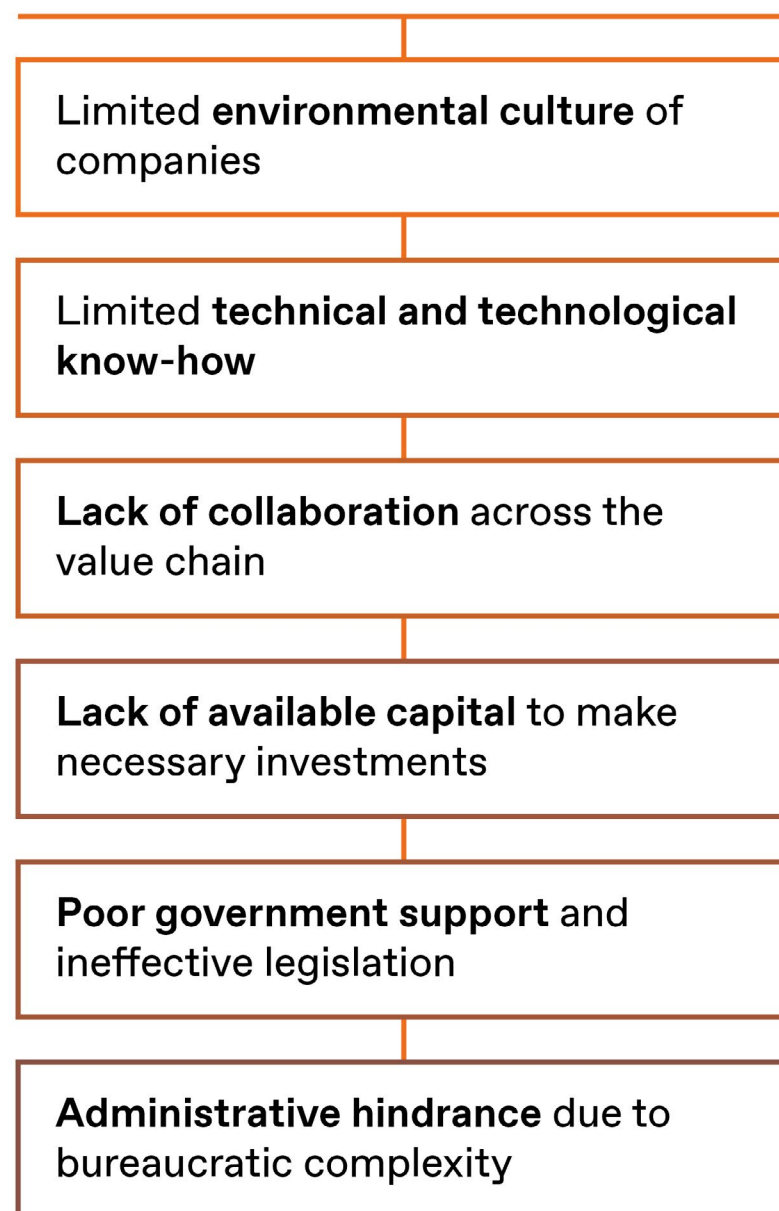 Limited environmental culture of
companies
Limited technical and technological
know-how
Lack of collaboration across the
value chain
Lack of available capital to make
necessary investments
Poor government support and
ineffective legislation
Administrative hindrance due to
bureaucratic complexity